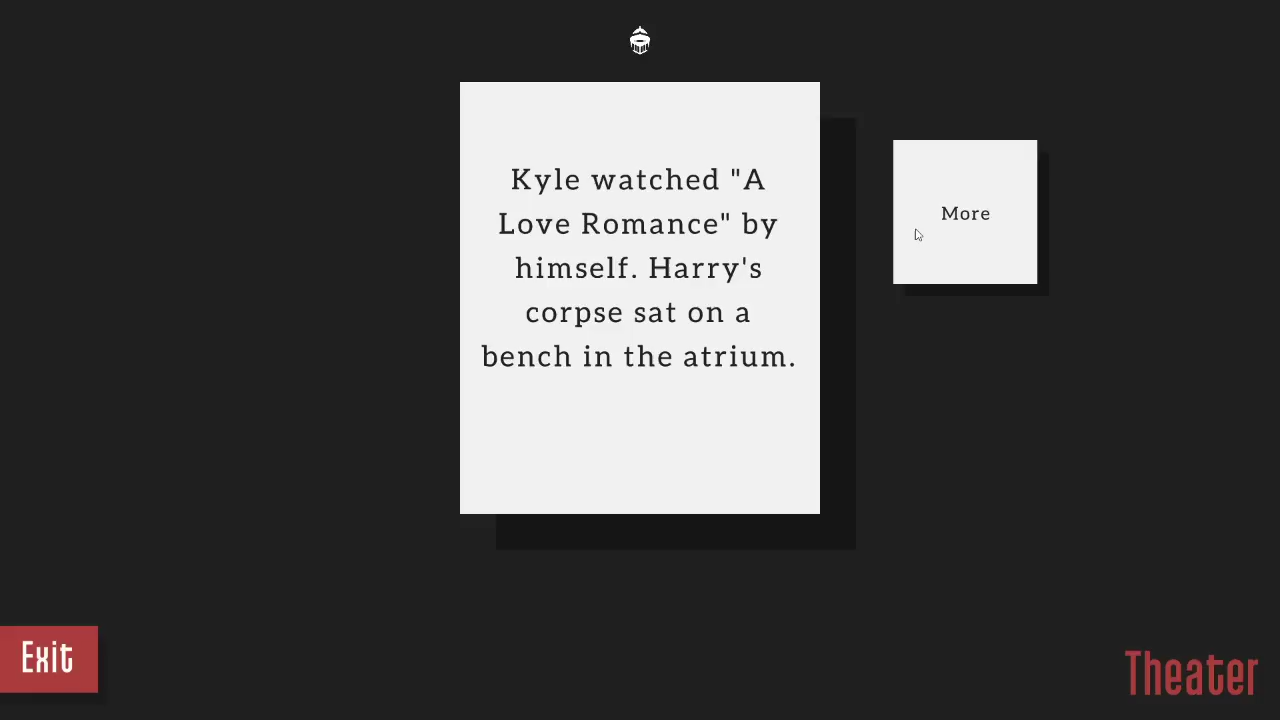 Kyle watched "A
Love Romance" by
himself. Harry's
corpse sat on a
bench in the atrium.
More
Exit
Theater